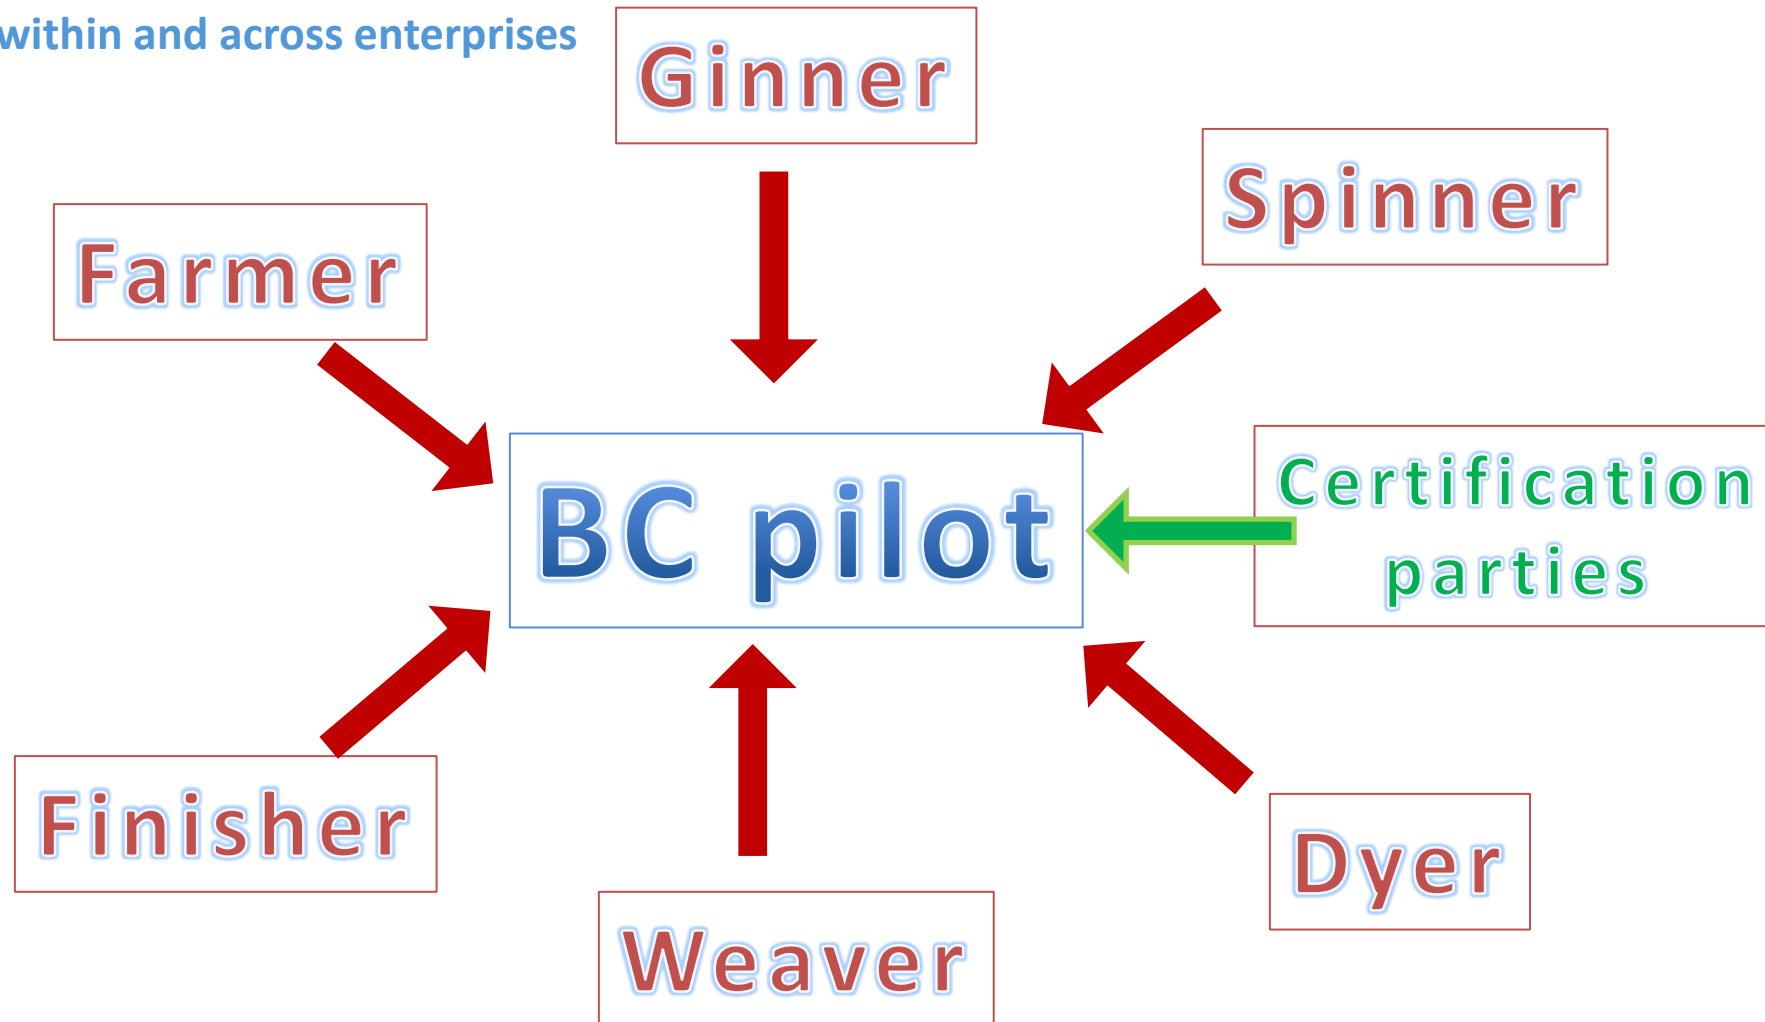 within and across enterprises
Ginner
Spinner
Farmer
Certification
parties
BC pilot
Finisher
Dyer
Weaver